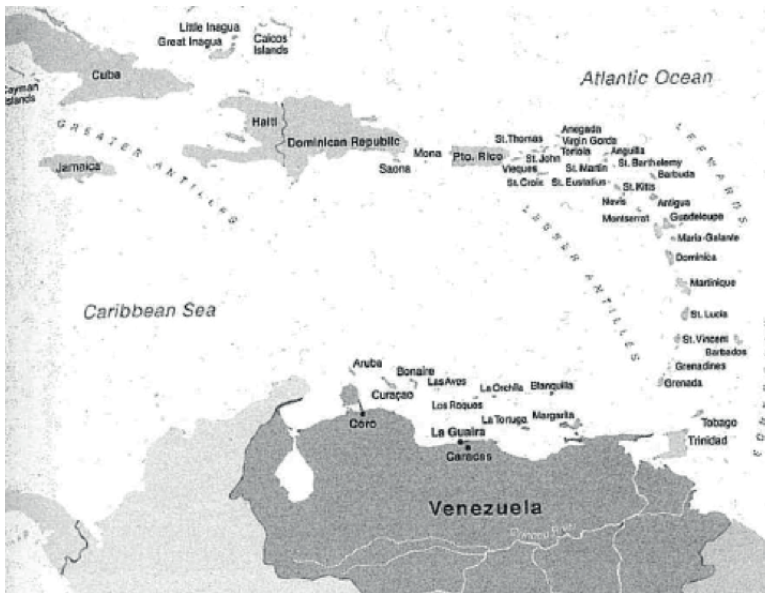 Little Inagua
Great Inagua
Caicos
Islands
Cuba
Cayman
Islands
Atlantic Ocean
GREATER ANTILLES
Haiti
Dominican Republic
Jamaica
Mona
Saona
Pto. Rico
St. Thomas
Anegada
Virgin Gorda
Tortola
St. John
Vieques
St. Croix
Anguilla
St. Martin
St. Barthelemy
St. Eustatius
Barbuda
St. Kitts
Nevis
Antigua
Montserrat
Guadeloupe
LEEWARDS
LESSER ANTILLES
Maria-Galante
Dominica
Martinique
Caribbean Sea
St. Lucia
St. Vincent
Barbados
Grenadines
Grenada
Aruba
Bonaire
Curaçao
Las Aves
La Orchila
Blanquilla
Los Roques
La Tortuga
Margarita
Coro
La Guaira
Caracas
Tobago
Trinidad
Venezuela
Orinoco River